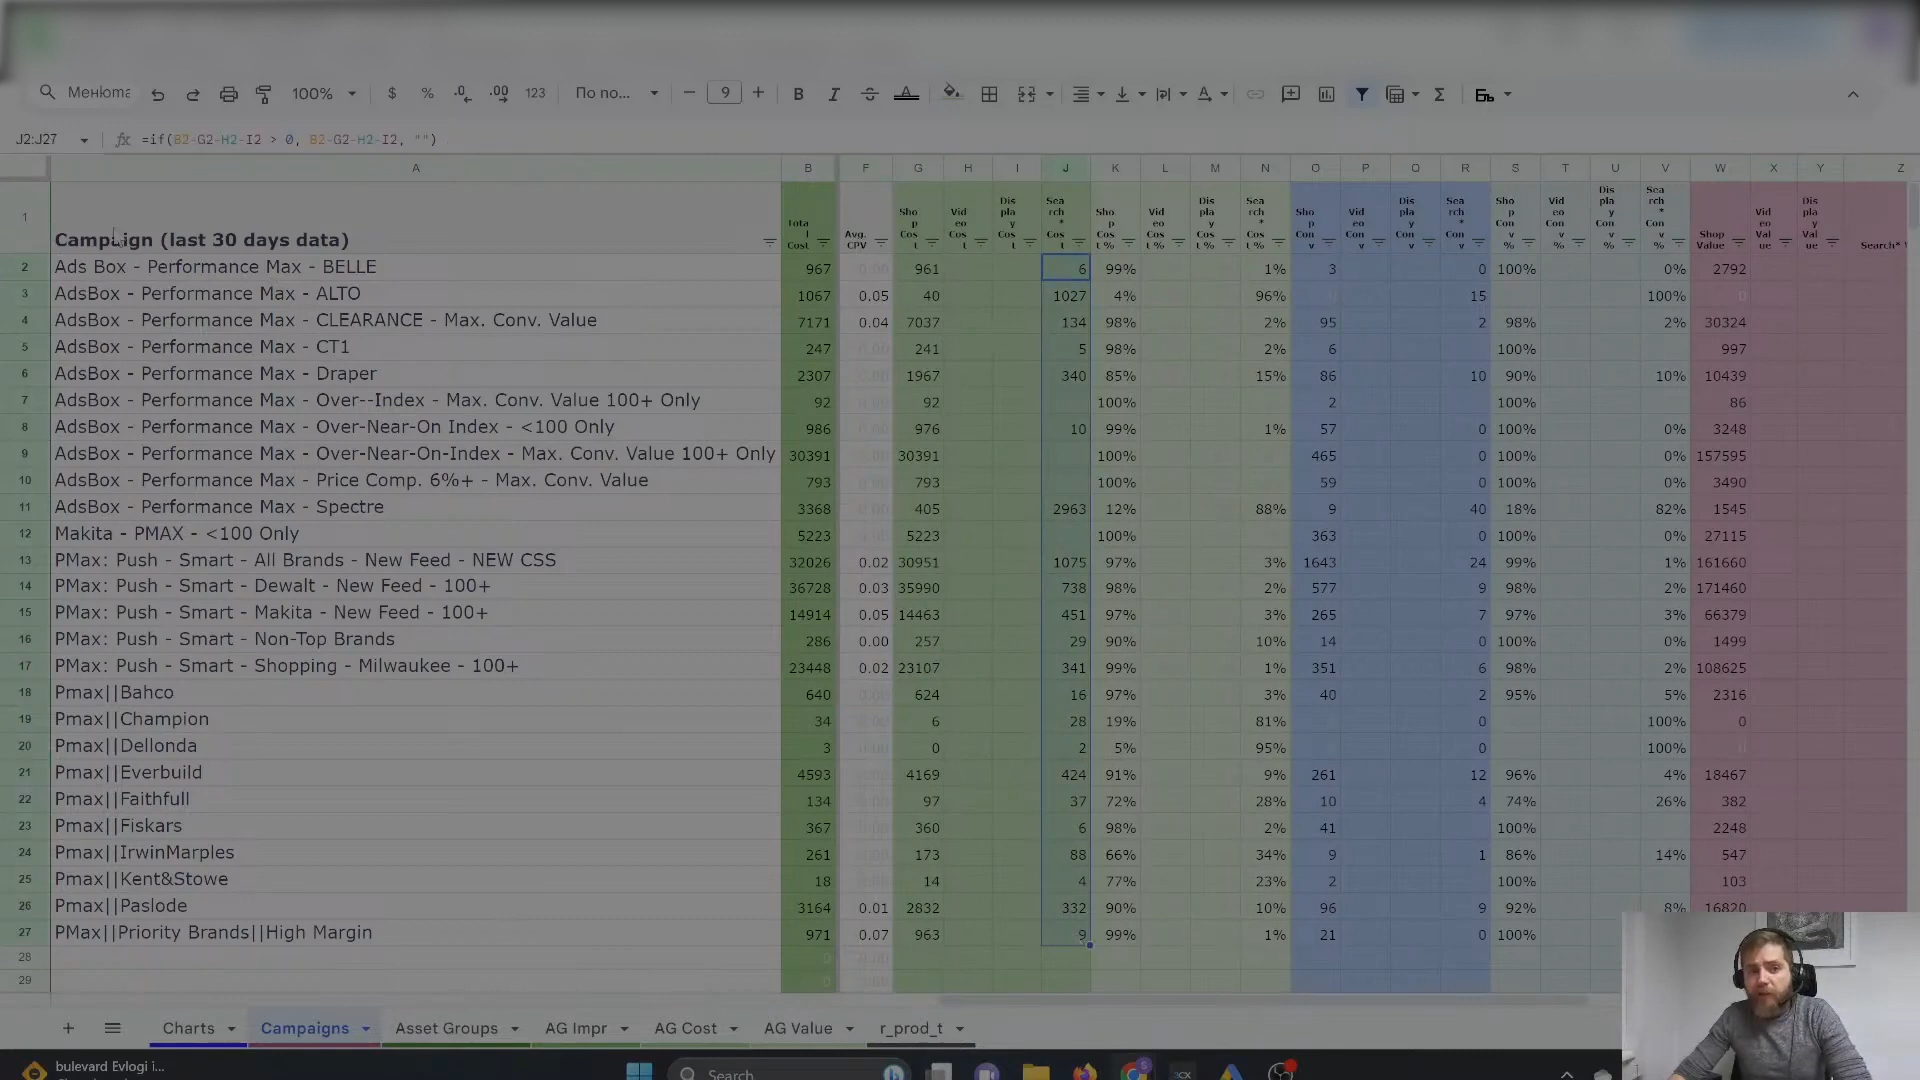 Менюта 100% $ % .0 .00 123 По по... − 9 + B I
J2:J27 fx =if(B2-G2-H2-I2 > 0, B2-G2-H2-I2, "")
A B F G H I J K L M N O P Q R S T U V W X Y Z
1 Campaign (last 30 days data) Total Cost Avg. CPV Shop Cost Video Cost Display Cost Search* Cost Shop Cost % Video Cost % Display Cost % Search* Cost % Shop Conv Video Conv Display Conv Search* Conv Shop Conv % Video Conv % Display Conv % Search* Conv % Shop Value Video Value Display Value Search*
2 Ads Box - Performance Max - BELLE 967 0.00 961 6 99% 1% 3 0 100% 0% 2792
3 AdsBox - Performance Max - ALTO 1067 0.05 40 1027 4% 96% 0 15 100% 0
4 AdsBox - Performance Max - CLEARANCE - Max. Conv. Value 7171 0.04 7037 134 98% 2% 95 2 98% 2% 30324
5 AdsBox - Performance Max - CT1 247 0.00 241 5 98% 2% 6 100% 997
6 AdsBox - Performance Max - Draper 2307 0.00 1967 340 85% 15% 86 10 90% 10% 10439
7 AdsBox - Performance Max - Over--Index - Max. Conv. Value 100+ Only 92 0.00 92 100% 2 100% 86
8 AdsBox - Performance Max - Over-Near-On Index - <100 Only 986 0.00 976 10 99% 1% 57 0 100% 0% 3248
9 AdsBox - Performance Max - Over-Near-On-Index - Max. Conv. Value 100+ Only 30391 0.00 30391 100% 465 0 100% 0% 157595
10 AdsBox - Performance Max - Price Comp. 6%+ - Max. Conv. Value 793 0.00 793 100% 59 0 100% 0% 3490
11 AdsBox - Performance Max - Spectre 3368 0.00 405 2963 12% 88% 9 40 18% 82% 1545
12 Makita - PMAX - <100 Only 5223 0.00 5223 100% 363 0 100% 0% 27115
13 PMax: Push - Smart - All Brands - New Feed - NEW CSS 32026 0.02 30951 1075 97% 3% 1643 24 99% 1% 161660
14 PMax: Push - Smart - Dewalt - New Feed - 100+ 36728 0.03 35990 738 98% 2% 577 9 98% 2% 171460
15 PMax: Push - Smart - Makita - New Feed - 100+ 14914 0.05 14463 451 97% 3% 265 7 97% 3% 66379
16 PMax: Push - Smart - Non-Top Brands 286 0.00 257 29 90% 10% 14 0 100% 0% 1499
17 PMax: Push - Smart - Shopping - Milwaukee - 100+ 23448 0.02 23107 341 99% 1% 351 6 98% 2% 108625
18 Pmax||Bahco 640 0.00 624 16 97% 3% 40 2 95% 5% 2316
19 Pmax||Champion 34 0.00 6 28 19% 81% 0 100% 0
20 Pmax||Dellonda 3 0.00 0 2 5% 95% 0 100% 0
21 Pmax||Everbuild 4593 0.00 4169 424 91% 9% 261 12 96% 4% 18467
22 Pmax||Faithfull 134 0.00 97 37 72% 28% 10 4 74% 26% 382
23 Pmax||Fiskars 367 0.00 360 6 98% 2% 41 100% 2248
24 Pmax||IrwinMarples 261 0.00 173 88 66% 34% 9 1 86% 14% 547
25 Pmax||Kent&Stowe 18 0.00 14 4 77% 23% 2 100% 103
26 Pmax||Paslode 3164 0.01 2832 332 90% 10% 96 9 92% 8% 16820
27 PMax||Priority Brands||High Margin 971 0.07 963 9 99% 1% 21 0 100%
28 0 0.00
29 0 0.00
Charts Campaigns Asset Groups AG Impr AG Cost AG Value r_prod_t
bulevard Evlogi i...
Search
3CX